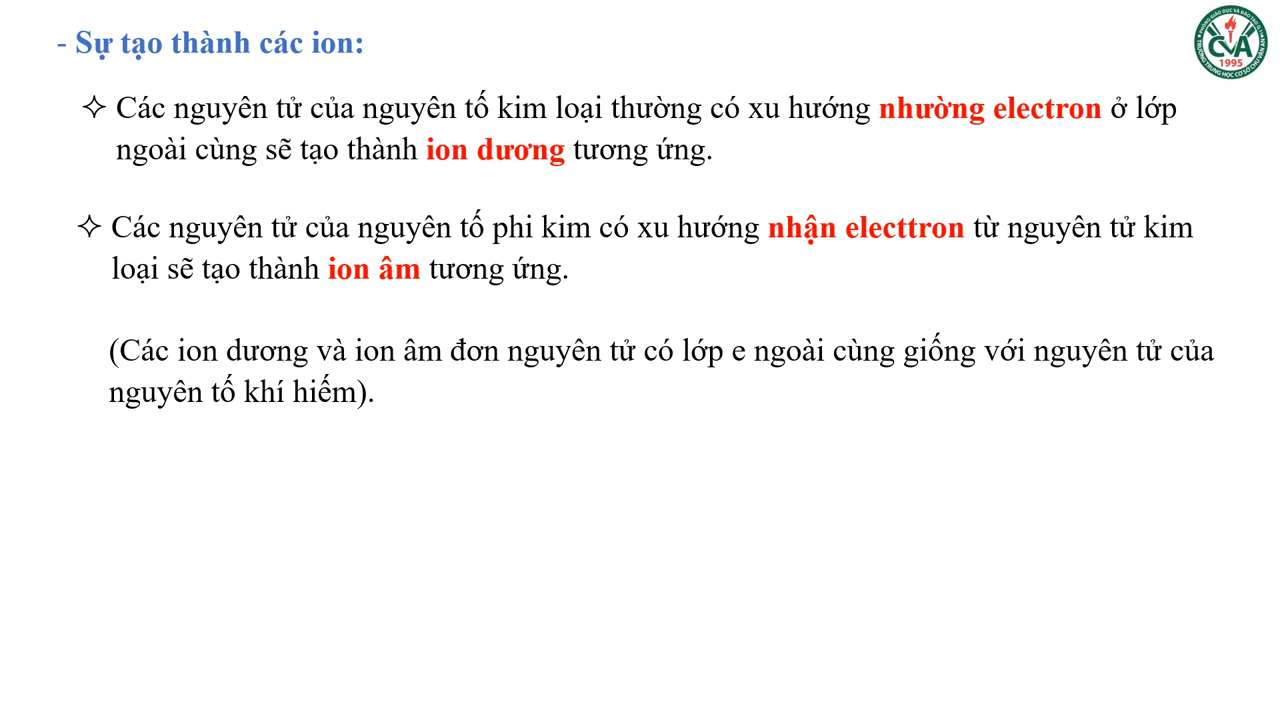 - Sự tạo thành các ion:
✧ Các nguyên tử của nguyên tố kim loại thường có xu hướng nhường electron ở lớp
ngoài cùng sẽ tạo thành ion dương tương ứng.
✧ Các nguyên tử của nguyên tố phi kim có xu hướng nhận electtron từ nguyên tử kim
loại sẽ tạo thành ion âm tương ứng.
(Các ion dương và ion âm đơn nguyên tử có lớp e ngoài cùng giống với nguyên tử của
nguyên tố khí hiếm).
CVA
1995